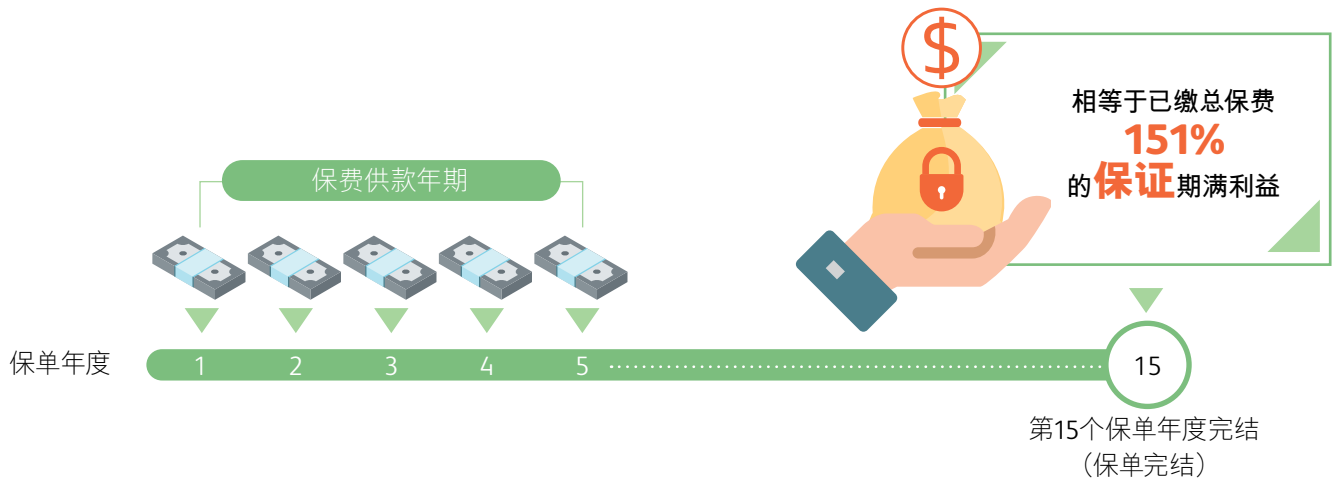 $
相等于已缴总保费
151%
的保证期满利益
保费供款年期
保单年度
1 2 3 4 5
15
第15个保单年度完结
（保单完结）